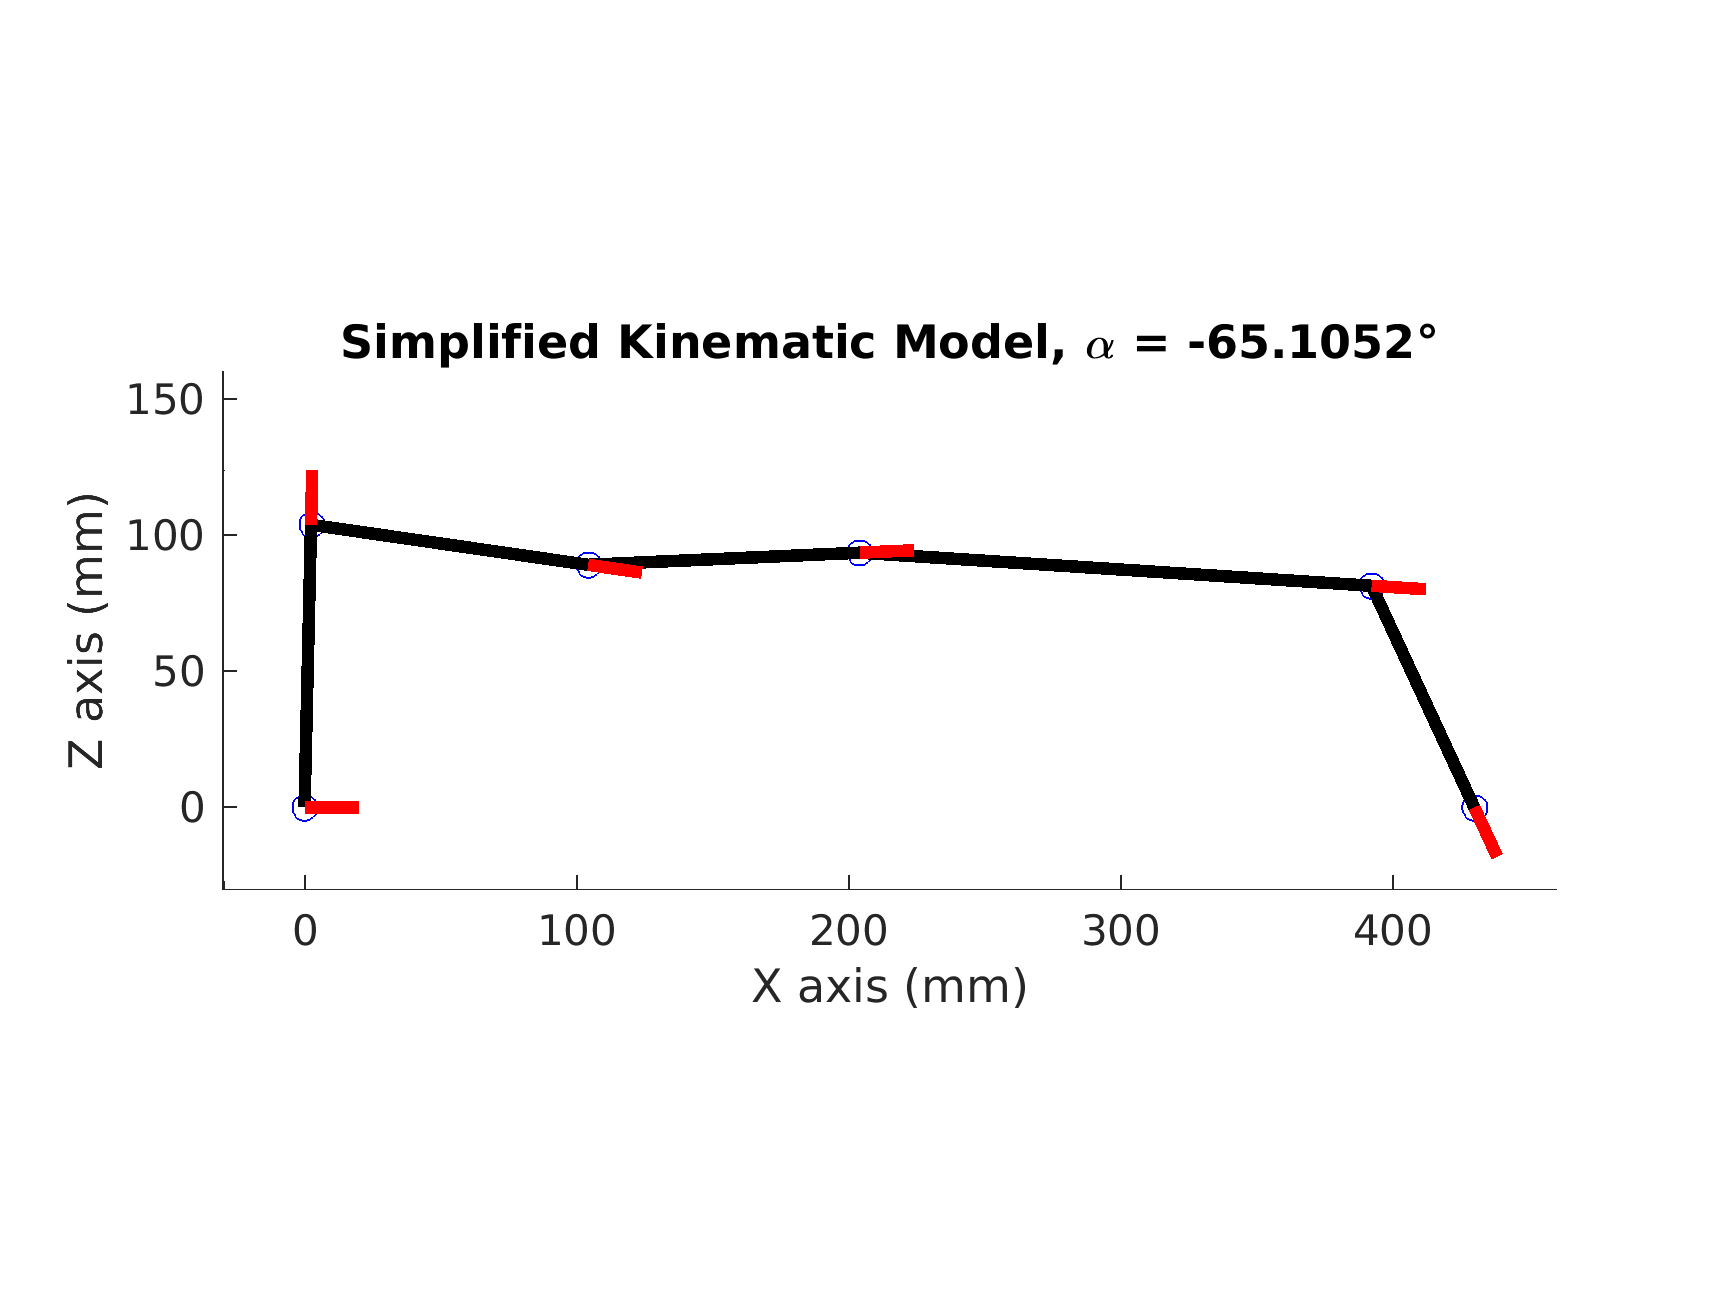 Simplified Kinematic Model, α = -65.1052°
150
100
50
0
Z axis (mm)
0 100 200 300 400
X axis (mm)